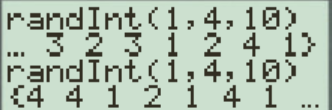 randInt(1,4,10)
… 3 2 3 1 2 4 1}
randInt(1,4,10)
{4 4 1 2 1 4 1 …